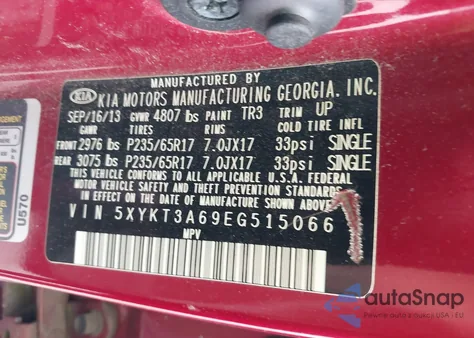 MANUFACTURED BY
KIA KIA MOTORS MANUFACTURING GEORGIA, INC.
SEP/16/13 GVWR 4807 lbs PAINT TR3 TRIM UP
GAWR TIRES RIMS COLD TIRE INFL
FRONT 2976 lbs P235/65R17 7.0JX17 33psi SINGLE
REAR 3075 lbs P235/65R17 7.0JX17 33psi SINGLE
THIS VEHICLE CONFORMS TO ALL APPLICABLE U.S.A. FEDERAL
MOTOR VEHICLE SAFETY, BUMPER, AND THEFT PREVENTION STANDARDS
IN EFFECT ON THE DATE OF MANUFACTURE SHOWN ABOVE.
VIN 5XYKT3A69EG515066
MPV
U570
autoSnap